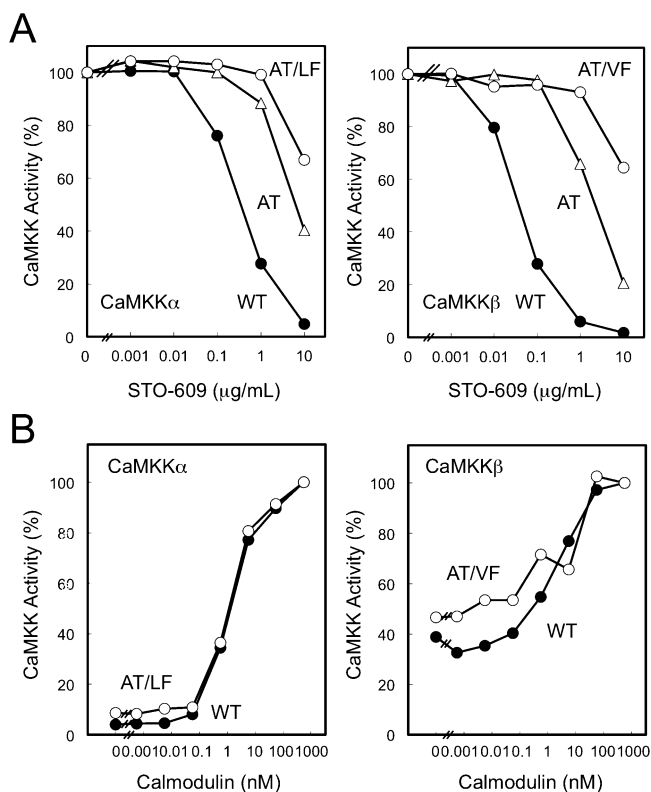 A
CaMKK Activity (%)
100
80
60
40
20
0
AT/LF
AT
WT
CaMKKα
0 0.001 0.01 0.1 1 10
STO-609 (μg/mL)
CaMKK Activity (%)
100
80
60
40
20
0
AT/VF
AT
CaMKKβ WT
0 0.001 0.01 0.1 1 10
STO-609 (μg/mL)
B
CaMKK Activity (%)
100
80
60
40
20
0
CaMKKα
AT/LF
WT
0 0.001 0.01 0.1 1 10 100 1000
Calmodulin (nM)
CaMKK Activity (%)
100
80
60
40
20
0
CaMKKβ
AT/VF
WT
0 0.001 0.01 0.1 1 10 100 1000
Calmodulin (nM)